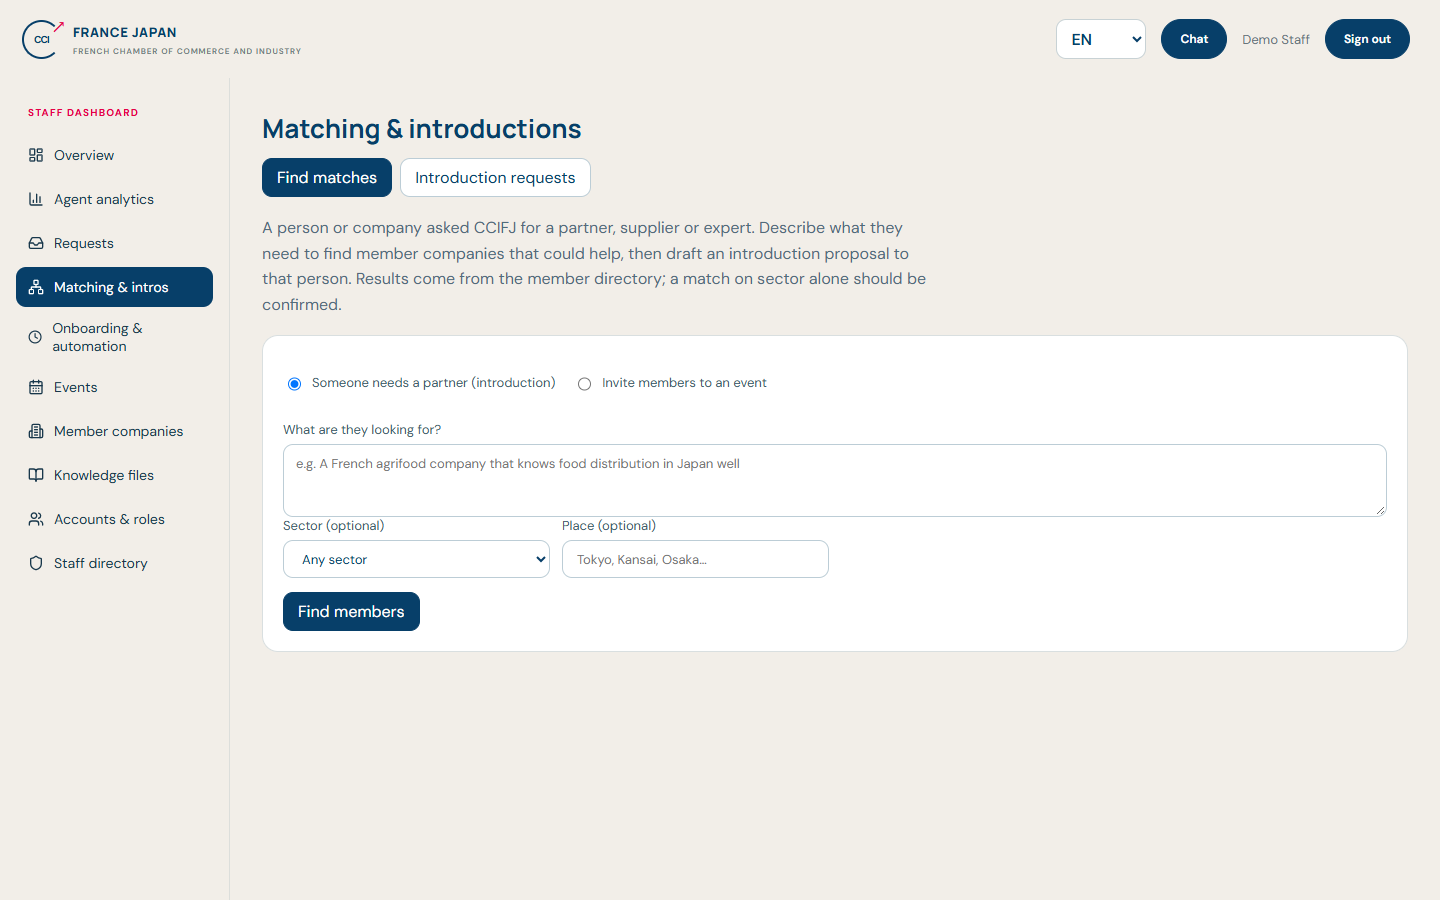 CCI
FRANCE JAPAN
FRENCH CHAMBER OF COMMERCE AND INDUSTRY
EN
Chat
Demo Staff
Sign out
STAFF DASHBOARD
Overview
Agent analytics
Requests
Matching & intros
Onboarding &
automation
Events
Member companies
Knowledge files
Accounts & roles
Staff directory
Matching & introductions
Find matches
Introduction requests
A person or company asked CCIFJ for a partner, supplier or expert. Describe what they
need to find member companies that could help, then draft an introduction proposal to
that person. Results come from the member directory; a match on sector alone should be
confirmed.
Someone needs a partner (introduction)
Invite members to an event
What are they looking for?
e.g. A French agrifood company that knows food distribution in Japan well
Sector (optional)
Place (optional)
Any sector
Tokyo, Kansai, Osaka...
Find members